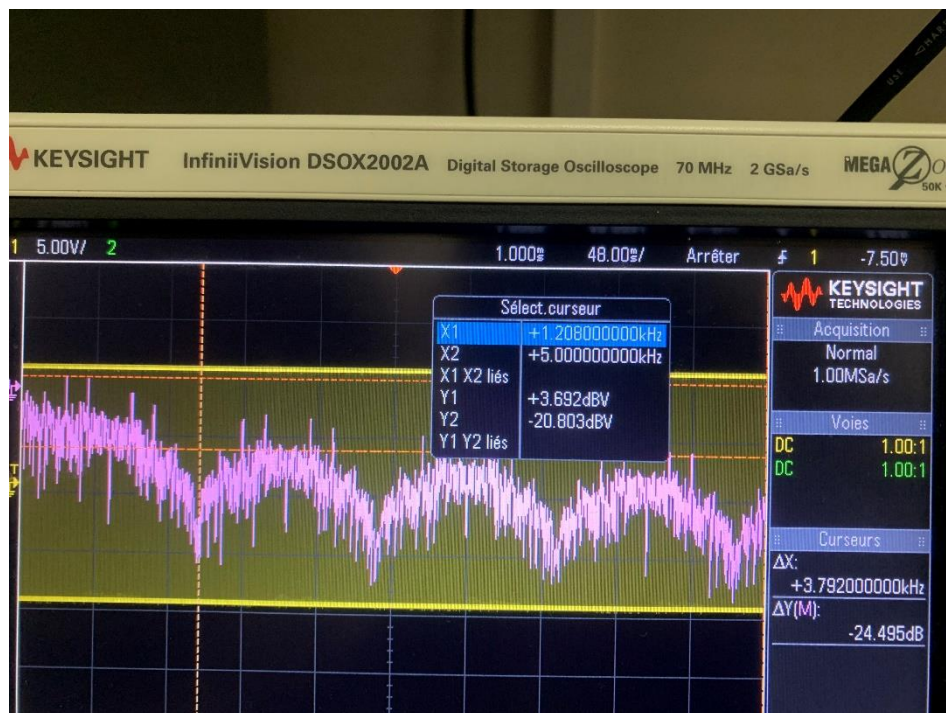 KEYSIGHT InfiniiVision DSOX2002A Digital Storage Oscilloscope 70 MHz 2 GSa/s MEGA Zo
50K
1 5.00V/ 2 1.000s 48.00s/ Arrêter 1 -7.50V
Sélect.curseur
X1 +1.208000000kHz
X2 +5.000000000kHz
X1 X2 liés
Y1 +3.692dBV
Y2 -20.803dBV
Y1 Y2 liés
KEYSIGHT
TECHNOLOGIES
Acquisition
Normal
1.00MSa/s
Voies
DC 1.00:1
DC 1.00:1
Curseurs
ΔX:
+3.792000000kHz
ΔY(M):
-24.495dB